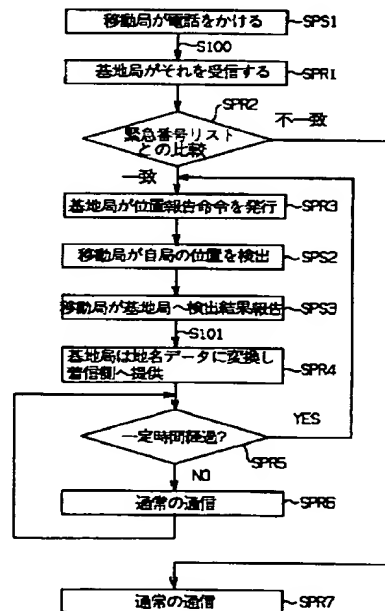 移動局が電話をかける
SPS1
S100
基地局がそれを受信する
SPR1
SPR2
緊急番号リスト
との比較
不一致
一致
基地局が位置報告命令を発行
SPR3
移動局が自局の位置を検出
SPS2
移動局が基地局へ検出結果報告
SPS3
S101
基地局は地名データに変換し
着信側へ提供
SPR4
一定時間経過?
YES
SPR5
NO
通常の通信
SPR6
通常の通信
SPR7